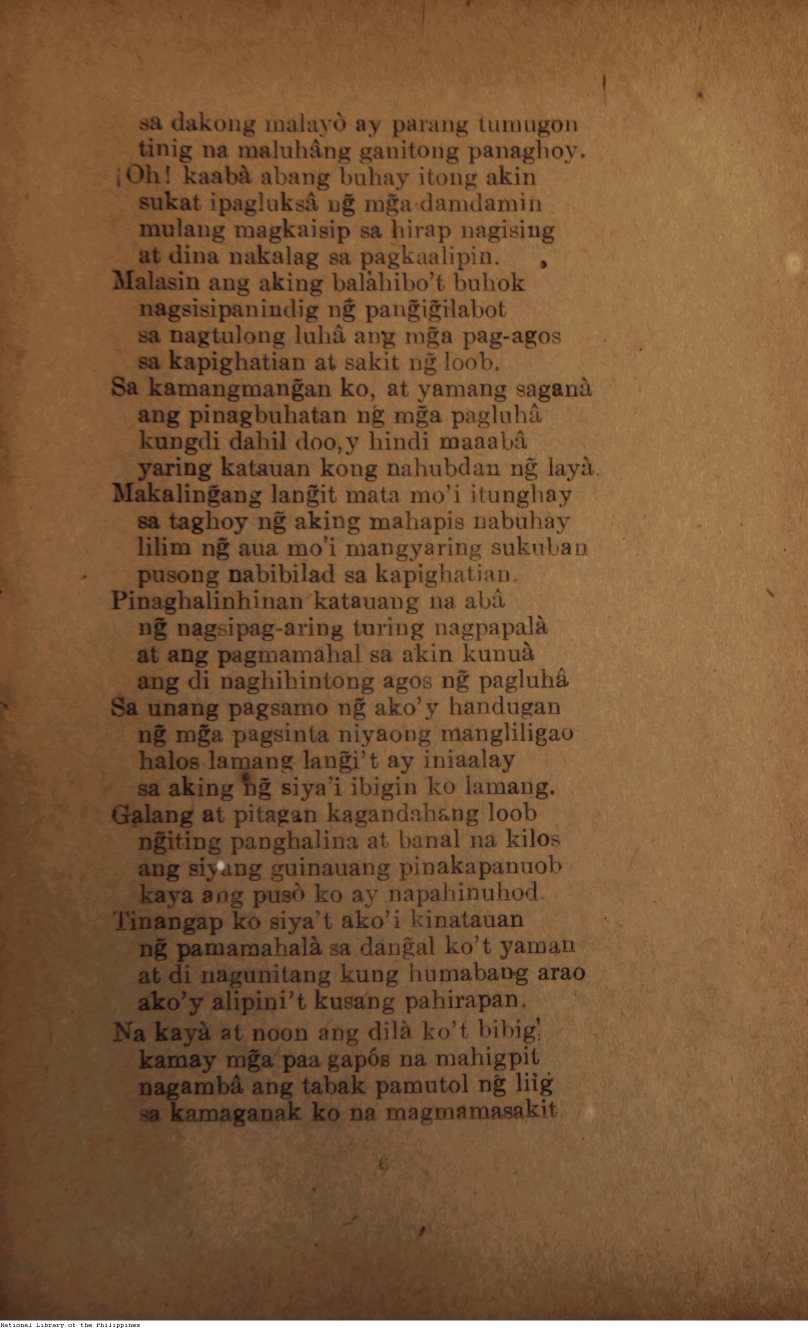 sa dakong malayò ay parang tumugon
tinig na maluhâng ganitong panaghoy.
¡Oh! kaabà abang buhay itong akin
sukat ipagluksâ ng̃ mg̃a damdamin
mulang magkaisip sa hirap nagising
at dina nakalag sa pagkaalipin.
Malasin ang aking balàhibo't buhok
nagsisipanindig ng̃ pang̃ig̃ilabot
sa nagtulong luhâ ang mg̃a pag-agos
sa kapighatian at sakit ng̃ loob.
Sa kamangmang̃an ko, at yamang saganà
ang pinagbuhatan ng̃ mg̃a pagluhâ
kungdi dahil doo,y hindi maaabâ
yaring katauan kong nahubdan ng̃ layà.
Makaling̃ang lang̃it mata mo'i itunghay
sa taghoy ng̃ aking mahapis nabuhay
lilim ng̃ aua mo'i mangyaring sukuban
pusong nabibilad sa kapighatian.
Pinaghalinhinan katauang na abâ
ng̃ nagsipag-aring turing nagpapalà
at ang pagmamahal sa akin kunuà
ang di naghihintong agos ng̃ pagluhâ
Sa unang pagsamo ng̃ ako'y handugan
ng̃ mg̃a pagsinta niyaong mangliligao
halos lamang lang̃i't ay iniaalay
sa aking ng̃ siya'i ibigin ko lamang.
Galang at pitagan kagandahang loob
ng̃iting panghalina at banal na kilos
ang siyang guinauang pinakapanuob
kaya ang pusò ko ay napahinuhod.
Tinangap ko siya't ako'i kinatauan
ng̃ pamamahalà sa dang̃al ko't yaman
at di nagunitang kung humabang arao
ako'y alipini't kusang pahirapan.
Na kayà at noon ang dilà ko't bibig
kamay mg̃a paa gapós na mahigpit
nagambâ ang tabak pamutol ng̃ liig
sa kamaganak ko na magmamasakit
6
National Library of the Philippines